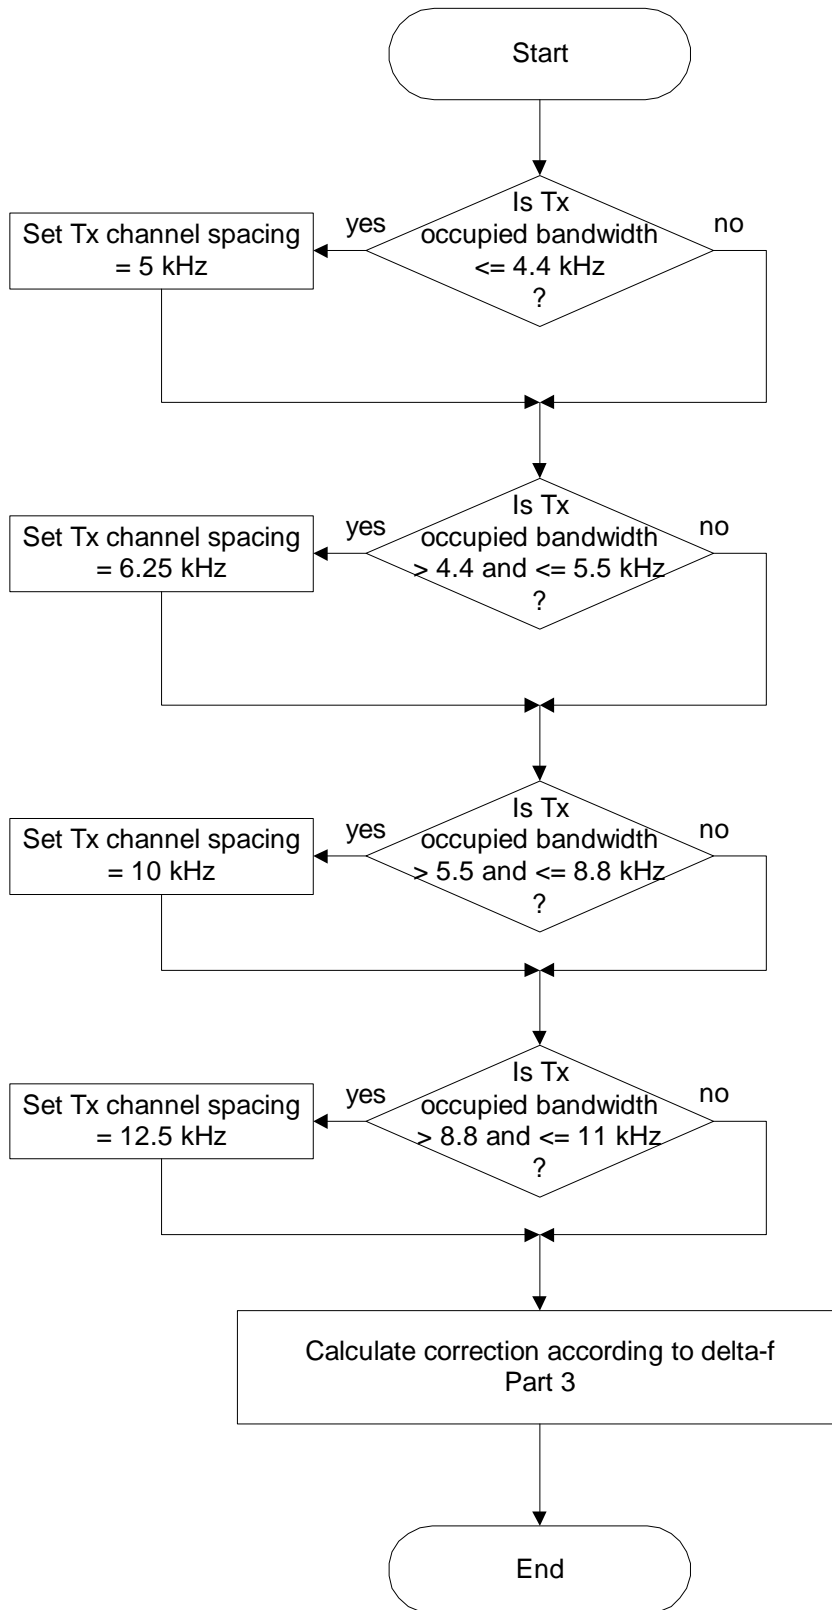 Start
Is Tx
occupied bandwidth
<= 4.4 kHz
?
yes
no
Set Tx channel spacing
= 5 kHz
Is Tx
occupied bandwidth
> 4.4 and <= 5.5 kHz
?
yes
no
Set Tx channel spacing
= 6.25 kHz
Is Tx
occupied bandwidth
> 5.5 and <= 8.8 kHz
?
yes
no
Set Tx channel spacing
= 10 kHz
Is Tx
occupied bandwidth
> 8.8 and <= 11 kHz
?
yes
no
Set Tx channel spacing
= 12.5 kHz
Calculate correction according to delta-f
Part 3
End